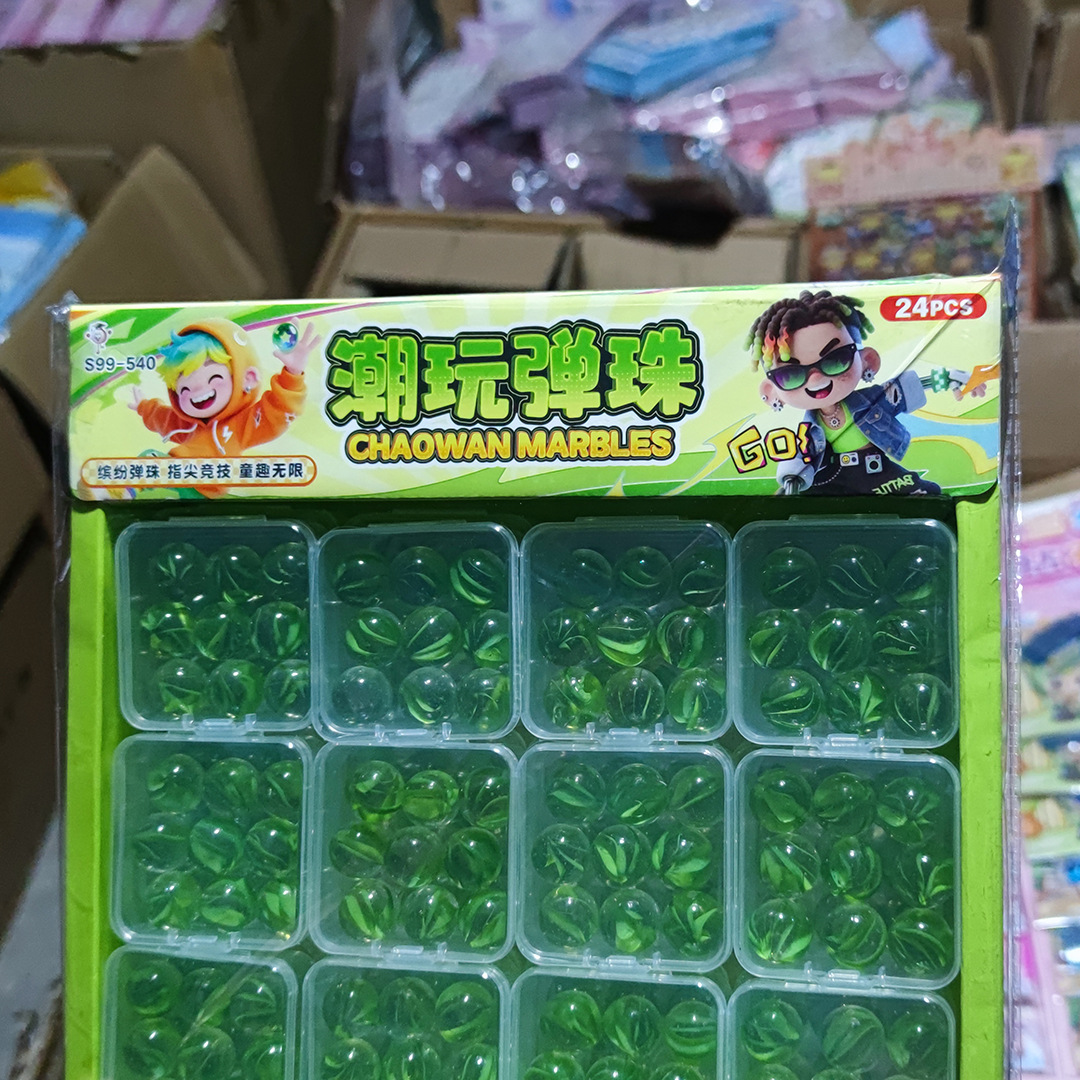 24PCS
S99-540
潮玩弹珠
CHAOWAN MARBLES
GO!
缤纷弹珠 指尖竞技 童趣无限
BATTLE